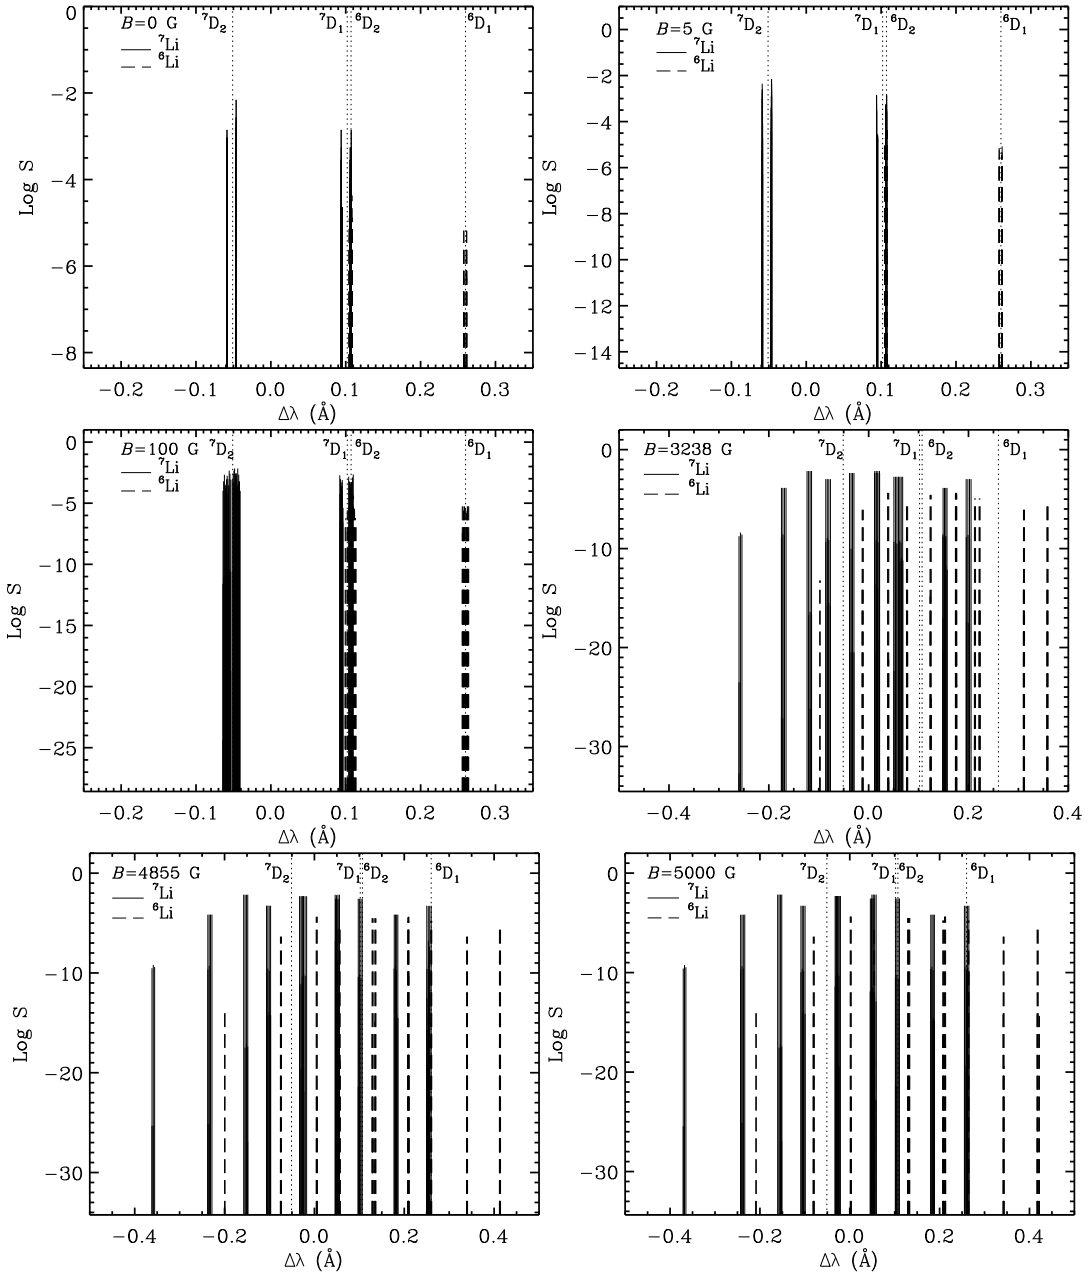 B=0 G ⁷D₂ ⁷D₁ ⁶D₂ ⁶D₁
⁷Li
⁶Li
Log S
0
−2
−4
−6
−8
−0.2 −0.1 0.0 0.1 0.2 0.3
Δλ (Å)
B=5 G ⁷D₂ ⁷D₁ ⁶D₂ ⁶D₁
⁷Li
⁶Li
Log S
0
−2
−4
−6
−8
−10
−12
−14
−0.2 −0.1 0.0 0.1 0.2 0.3
Δλ (Å)
B=100 G ⁷D₂ ⁷D₁ ⁶D₂ ⁶D₁
⁷Li
⁶Li
Log S
0
−5
−10
−15
−20
−25
−0.2 −0.1 0.0 0.1 0.2 0.3
Δλ (Å)
B=3238 G ⁷D₂ ⁷D₁ ⁶D₂ ⁶D₁
⁷Li
⁶Li
Log S
0
−10
−20
−30
−0.4 −0.2 0.0 0.2 0.4
Δλ (Å)
B=4855 G ⁷D₂ ⁷D₁ ⁶D₂ ⁶D₁
⁷Li
⁶Li
Log S
0
−10
−20
−30
−0.4 −0.2 0.0 0.2 0.4
Δλ (Å)
B=5000 G ⁷D₂ ⁷D₁ ⁶D₂ ⁶D₁
⁷Li
⁶Li
Log S
0
−10
−20
−30
−0.4 −0.2 0.0 0.2 0.4
Δλ (Å)